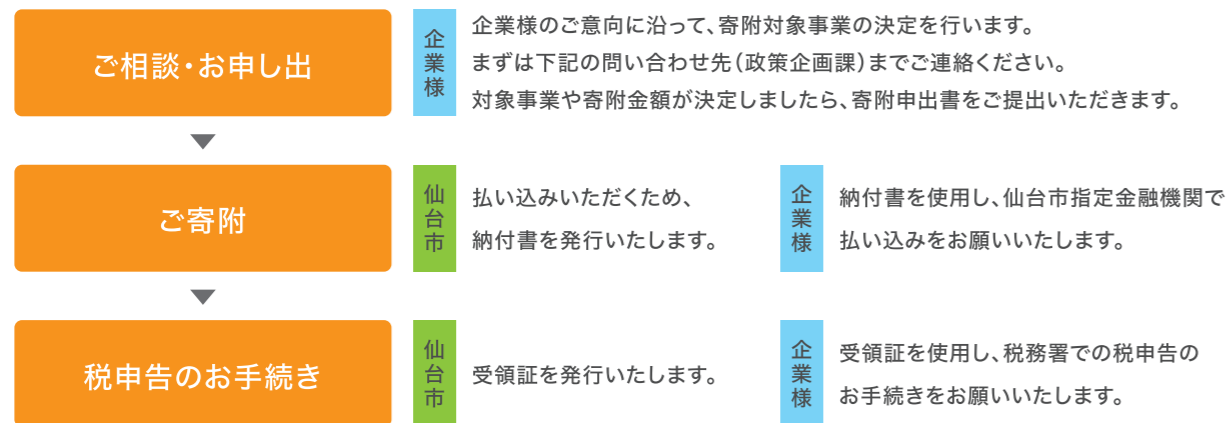 ご相談・お申し出
企業様
企業様のご意向に沿って、寄附対象事業の決定を行います。
まずは下記の問い合わせ先(政策企画課)までご連絡ください。
対象事業や寄附金額が決定しましたら、寄附申出書をご提出いただきます。
ご寄附
仙台市
払い込みいただくため、
納付書を発行いたします。
企業様
納付書を使用し、仙台市指定金融機関で
払い込みをお願いいたします。
税申告のお手続き
仙台市
受領証を発行いたします。
企業様
受領証を使用し、税務署での税申告の
お手続きをお願いいたします。